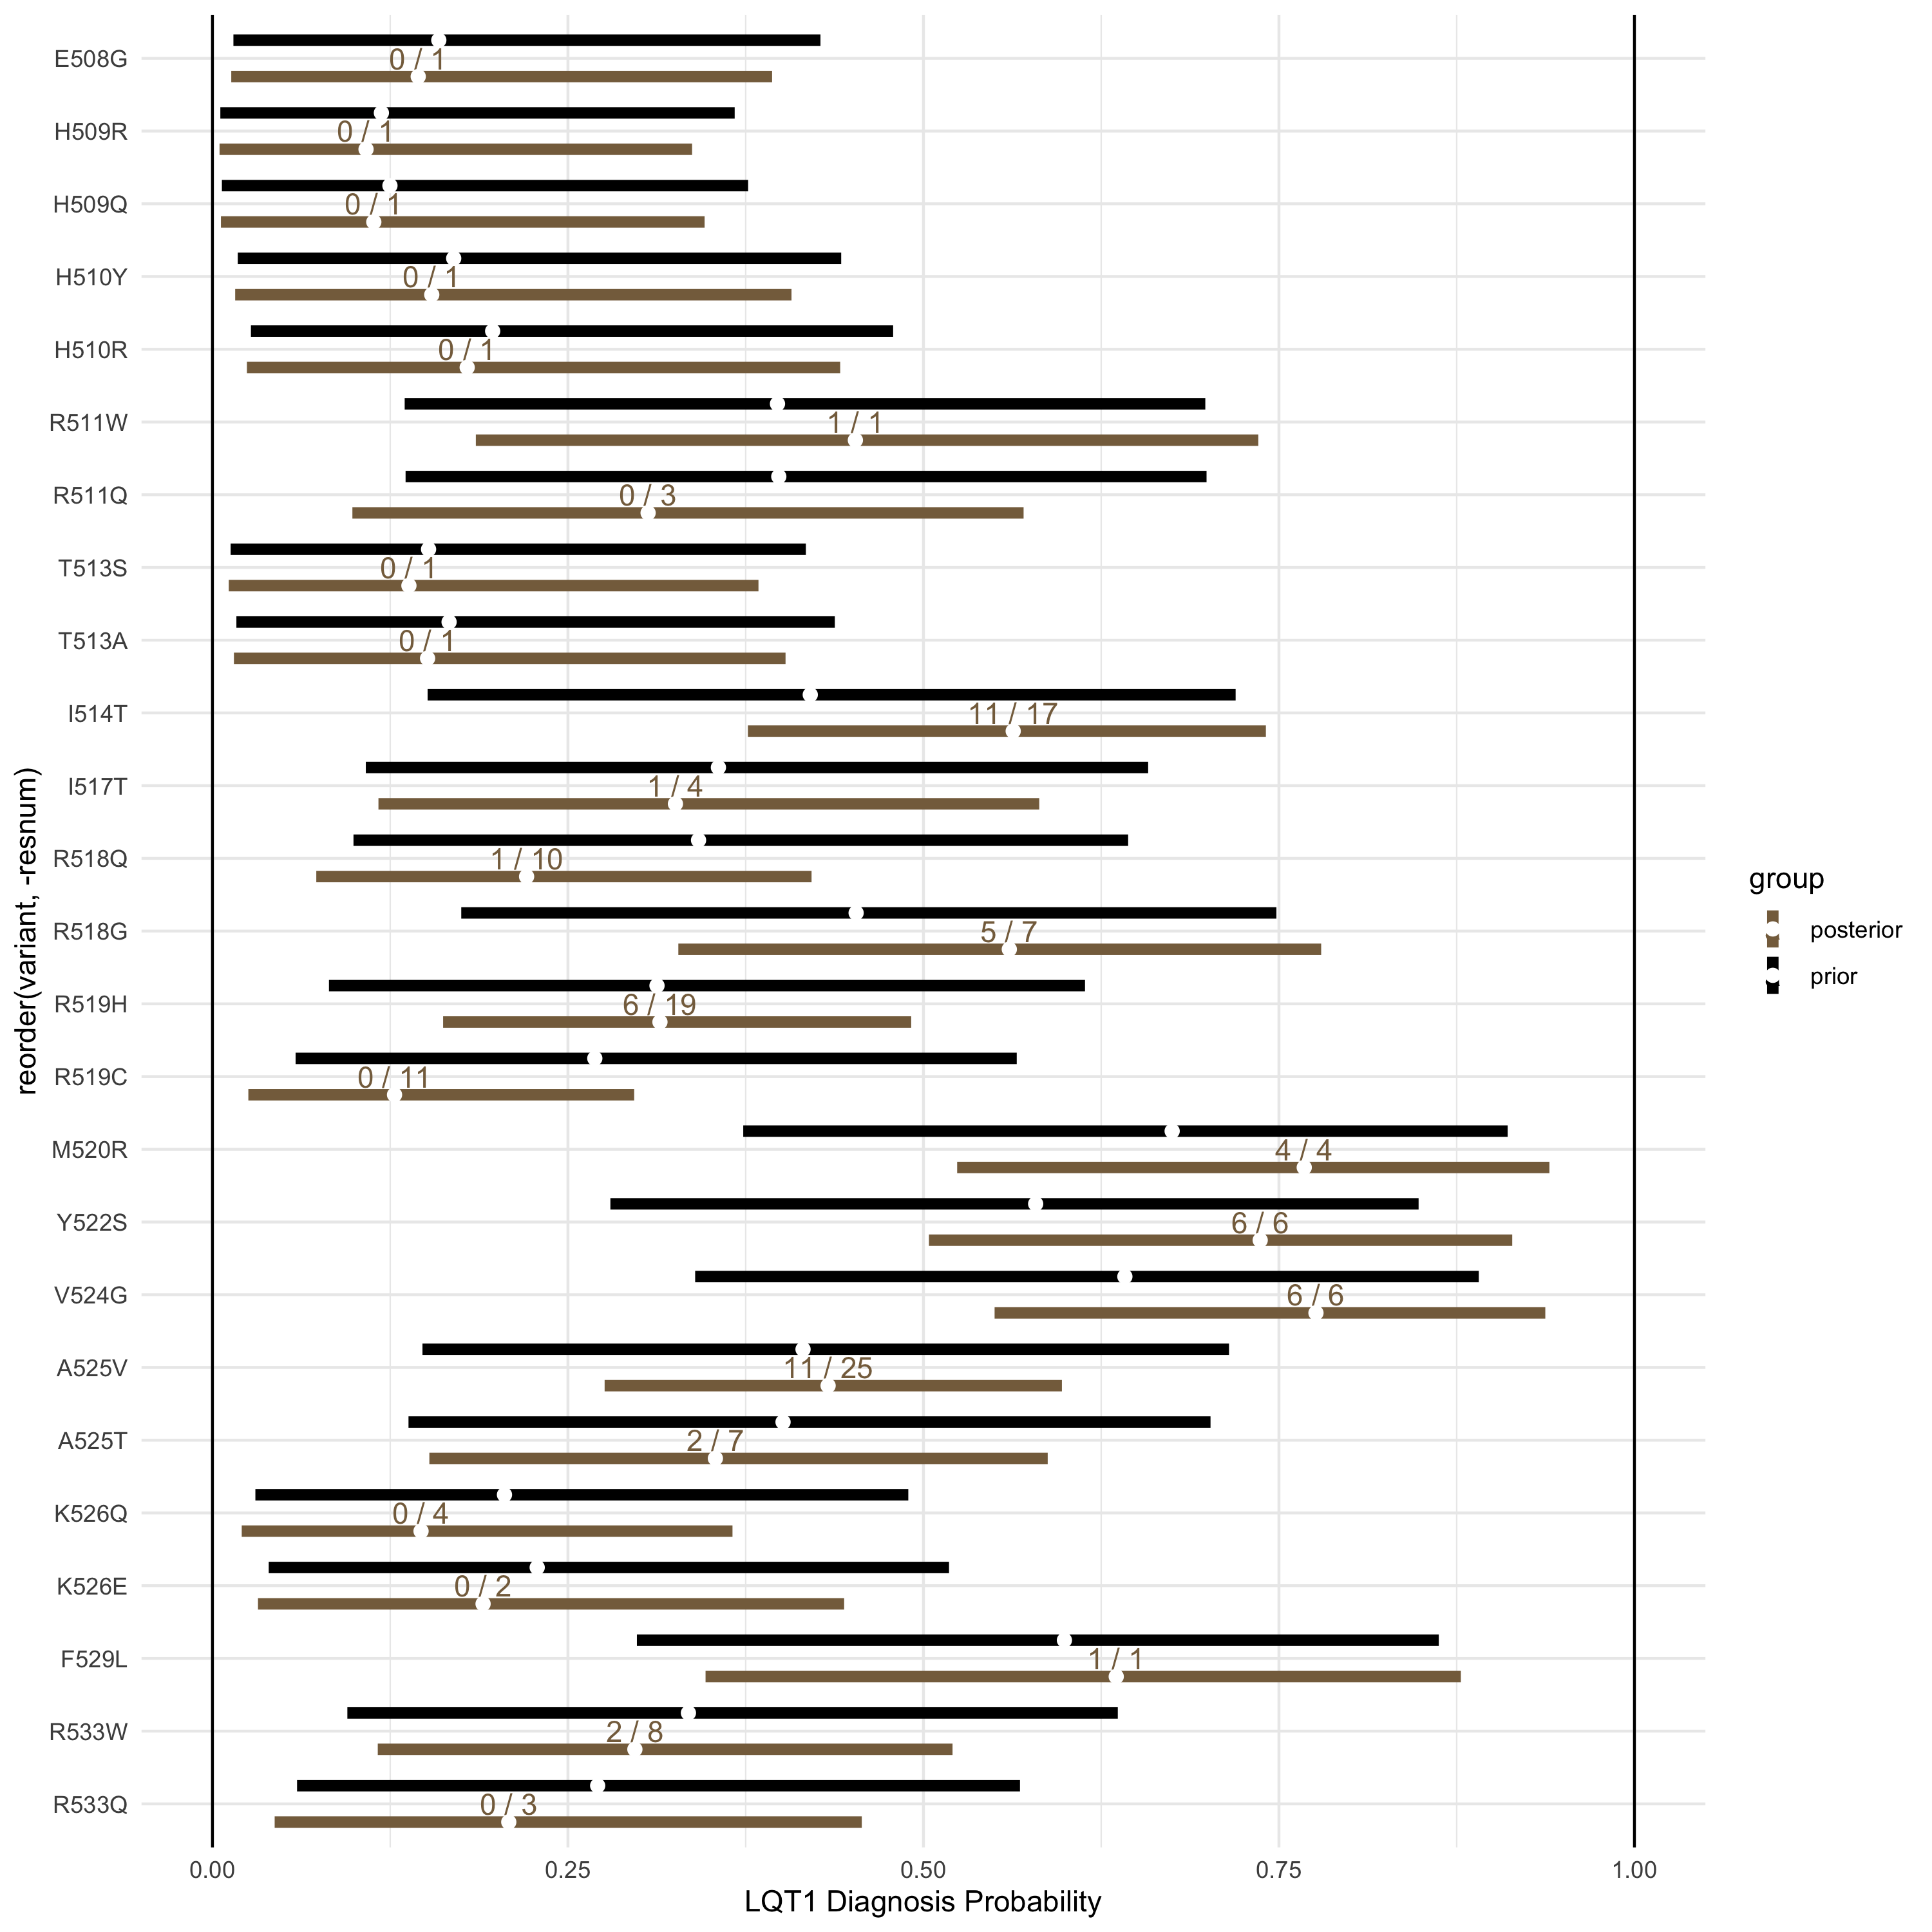 E508G
0 / 1
H509R
0 / 1
H509Q
0 / 1
H510Y
0 / 1
H510R
0 / 1
R511W
1 / 1
R511Q
0 / 3
T513S
0 / 1
T513A
0 / 1
I514T
11 / 17
I517T
1 / 4
R518Q
1 / 10
R518G
5 / 7
R519H
6 / 19
R519C
0 / 11
M520R
4 / 4
Y522S
6 / 6
V524G
6 / 6
A525V
11 / 25
A525T
2 / 7
K526Q
0 / 4
K526E
0 / 2
F529L
1 / 1
R533W
2 / 8
R533Q
0 / 3
reorder(variant, -resnum)
0.00
0.25
0.50
0.75
1.00
LQT1 Diagnosis Probability
group
posterior
prior